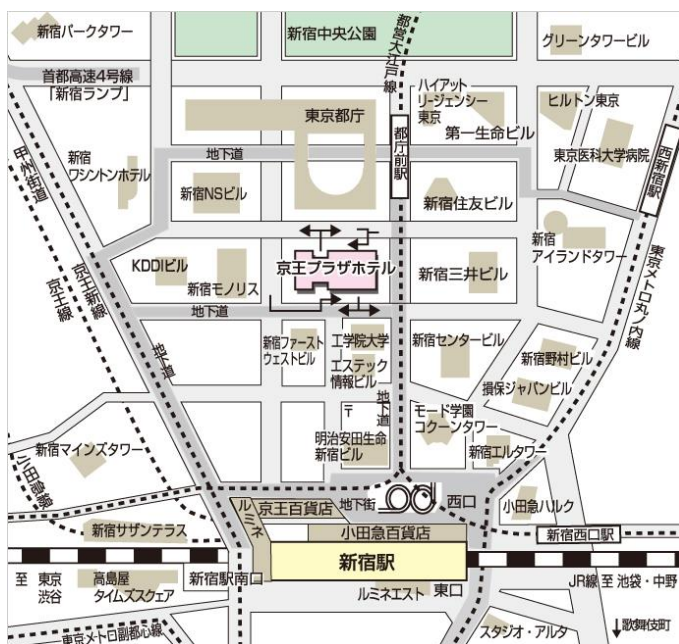 新宿パークタワー
新宿中央公園
都営大江戸線
グリーンタワービル
首都高速4号線
「新宿ランプ」
ハイアット
リージェンシー
東京
ヒルトン東京
東京都庁
第一生命ビル
都庁前駅
東京医科大学病院
西新宿駅
甲州街道
新宿
ワシントンホテル
地下道
新宿NSビル
新宿住友ビル
新宿
アイランドタワー
KDDIビル
新宿モノリス
京王プラザホテル
新宿三井ビル
東京メトロ丸ノ内線
京王新線
京王線
地下道
地下道
新宿ファースト
ウェストビル
工学院大学
エステック
情報ビル
新宿センタービル
新宿野村ビル
損保ジャパンビル
地下道
〒
明治安田生命
新宿ビル
モード学園
コクーンタワー
新宿エルタワー
新宿マインズタワー
小田急線
ルミネ
京王百貨店
地下街
西口
小田急ハルク
新宿サザンテラス
小田急百貨店
新宿西口駅
新宿駅
至 東京
渋谷
高島屋
タイムズスクェア
新宿駅南口
ルミネエスト
東口
JR線 至 池袋・中野
東京メトロ副都心線
スタジオ・アルタ
↓歌舞伎町